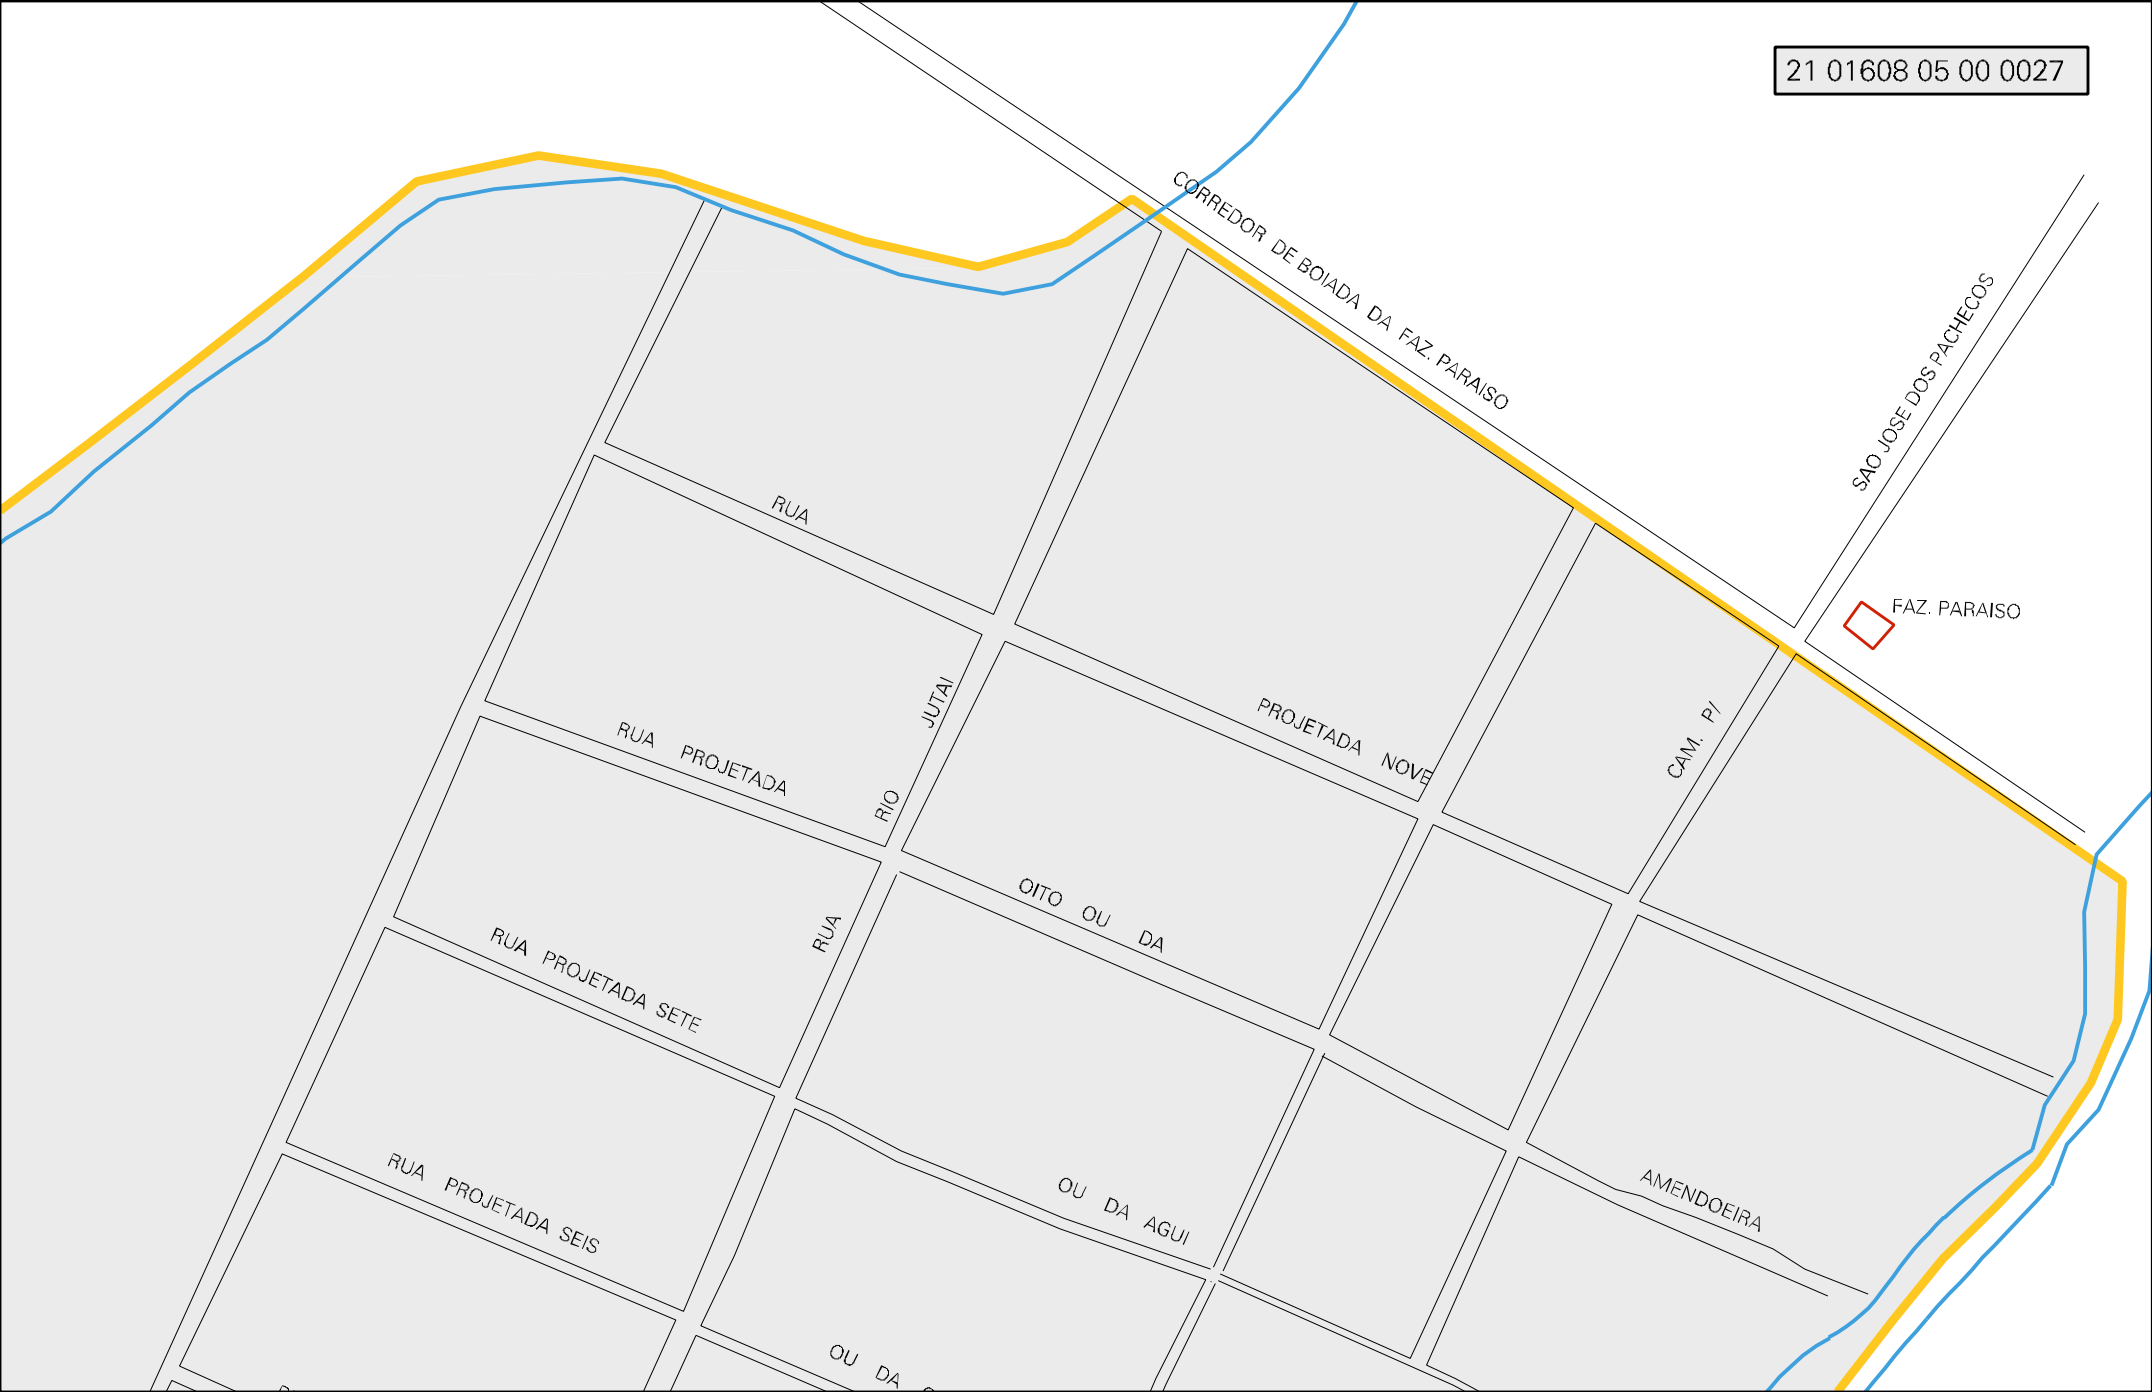 21 01608 05 00 0027
CORREDOR DE BOIADA DA FAZ. PARAISO
SAO JOSE DOS PACHECOS
FAZ. PARAISO
RUA
PROJETADA NOVE
CAM. P/
RUA PROJETADA
OITO OU DA
AMENDOEIRA
RUA RIO JUTAI
RUA PROJETADA SETE
OU DA AGUI
RUA PROJETADA SEIS
OU DA